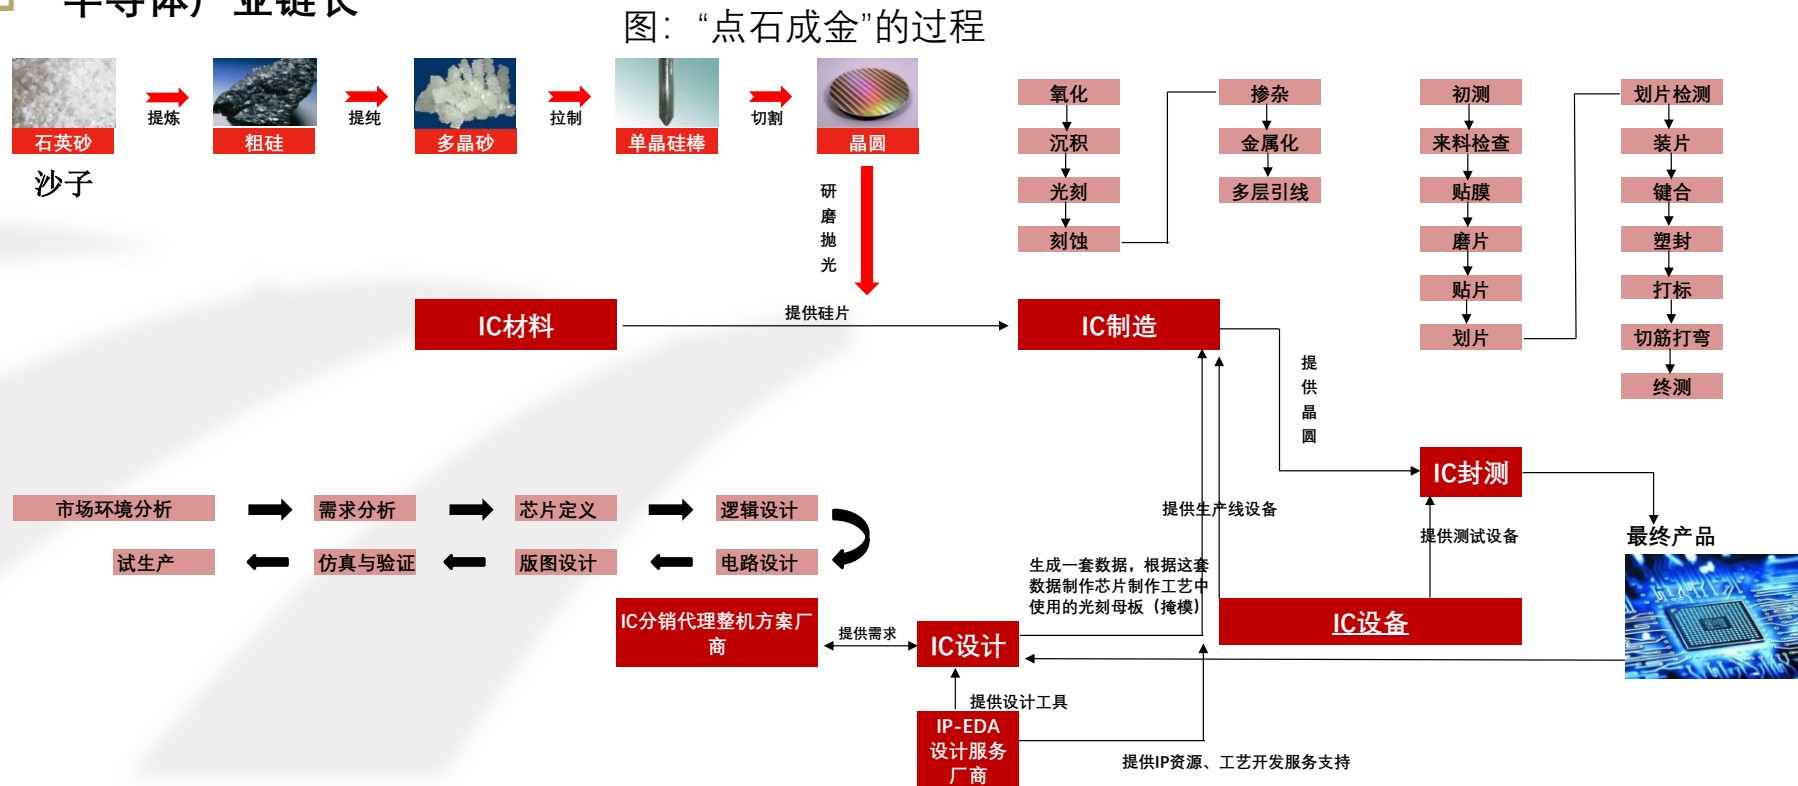 半导体产业链长
图：“点石成金”的过程
提炼
提纯
拉制
切割
石英砂
粗硅
多晶砂
单晶硅棒
晶圆
沙子
研
磨
抛
光
氧化
沉积
光刻
刻蚀
掺杂
金属化
多层引线
初测
来料检查
贴膜
磨片
贴片
划片
划片检测
装片
键合
塑封
打标
切筋打弯
终测
IC材料
提供硅片
IC制造
提
供
晶
圆
IC封测
市场环境分析
需求分析
芯片定义
逻辑设计
试生产
仿真与验证
版图设计
电路设计
提供生产线设备
提供测试设备
最终产品
生成一套数据，根据这套
数据制作芯片制作工艺中
使用的光刻母板（掩模）
IC分销代理整机方案厂
商
提供需求
IC设计
IC设备
提供设计工具
IP-EDA
设计服务
厂商
提供IP资源、工艺开发服务支持